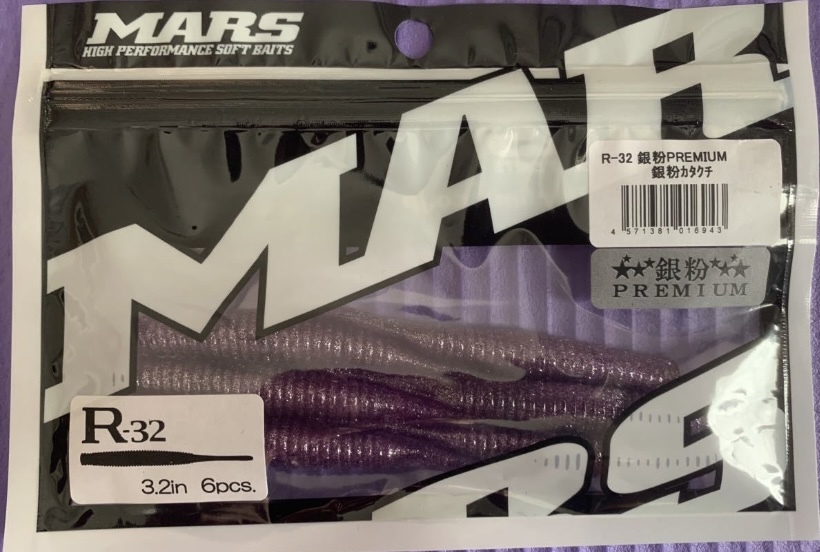 MARS
HIGH PERFORMANCE SOFT BAITS
MARS
R-32 銀粉PREMIUM
銀粉カタクチ
4 571381 016943
★★★銀粉★★★
PREMIUM
R-32
3.2in 6pcs.